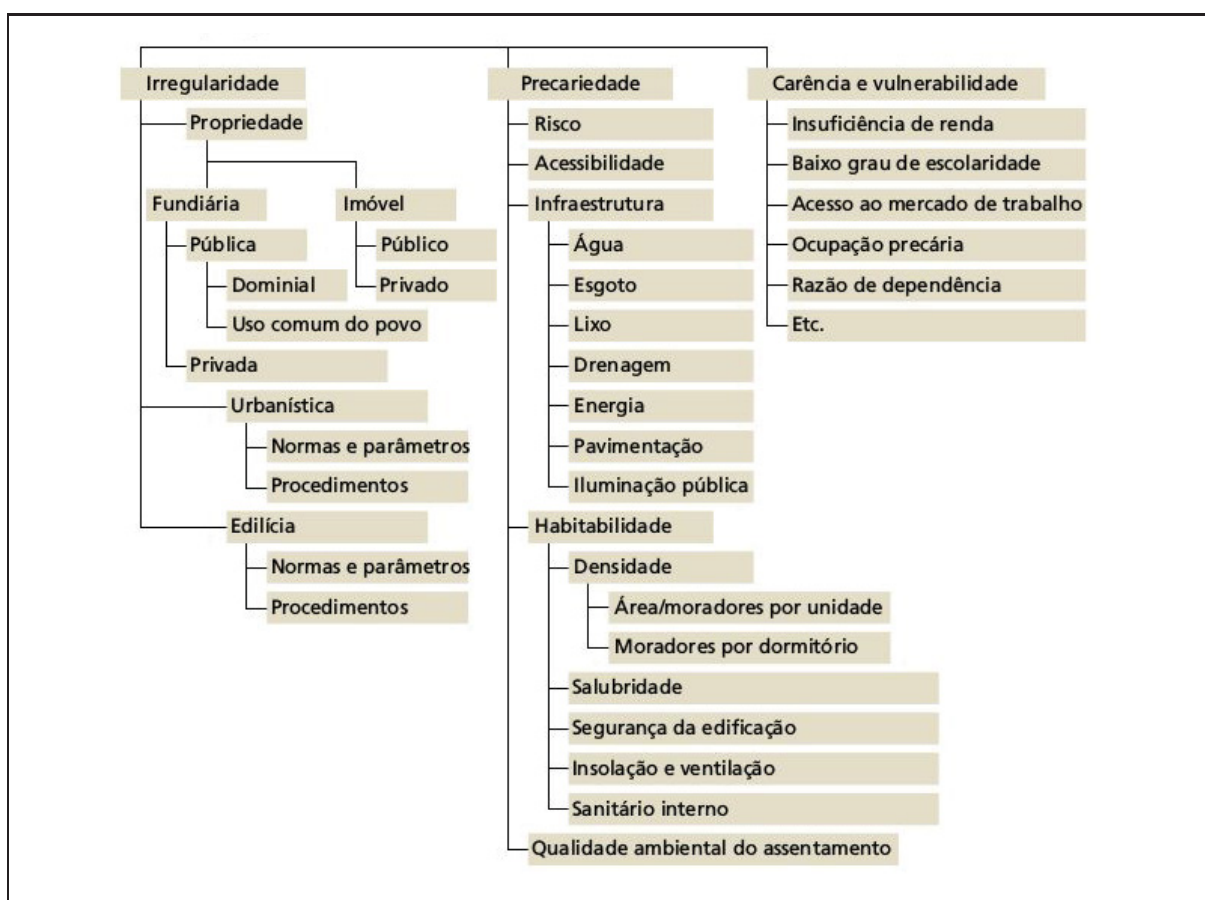 Irregularidade
Propriedade
Fundiária
Imóvel
Pública
Público
Dominial
Privado
Uso comum do povo
Privada
Urbanística
Normas e parâmetros
Procedimentos
Edilícia
Normas e parâmetros
Procedimentos
Precariedade
Risco
Acessibilidade
Infraestrutura
Água
Esgoto
Lixo
Drenagem
Energia
Pavimentação
Iluminação pública
Habitabilidade
Densidade
Área/moradores por unidade
Moradores por dormitório
Salubridade
Segurança da edificação
Insolação e ventilação
Sanitário interno
Qualidade ambiental do assentamento
Carência e vulnerabilidade
Insuficiência de renda
Baixo grau de escolaridade
Acesso ao mercado de trabalho
Ocupação precária
Razão de dependência
Etc.